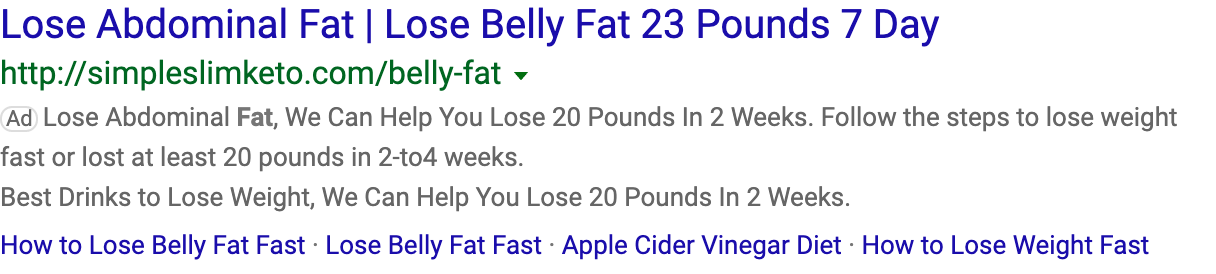 Lose Abdominal Fat | Lose Belly Fat 23 Pounds 7 Day
http://simpleslimketo.com/belly-fat
Ad Lose Abdominal Fat, We Can Help You Lose 20 Pounds In 2 Weeks. Follow the steps to lose weight
fast or lost at least 20 pounds in 2-to4 weeks.
Best Drinks to Lose Weight, We Can Help You Lose 20 Pounds In 2 Weeks.
How to Lose Belly Fat Fast · Lose Belly Fat Fast · Apple Cider Vinegar Diet · How to Lose Weight Fast